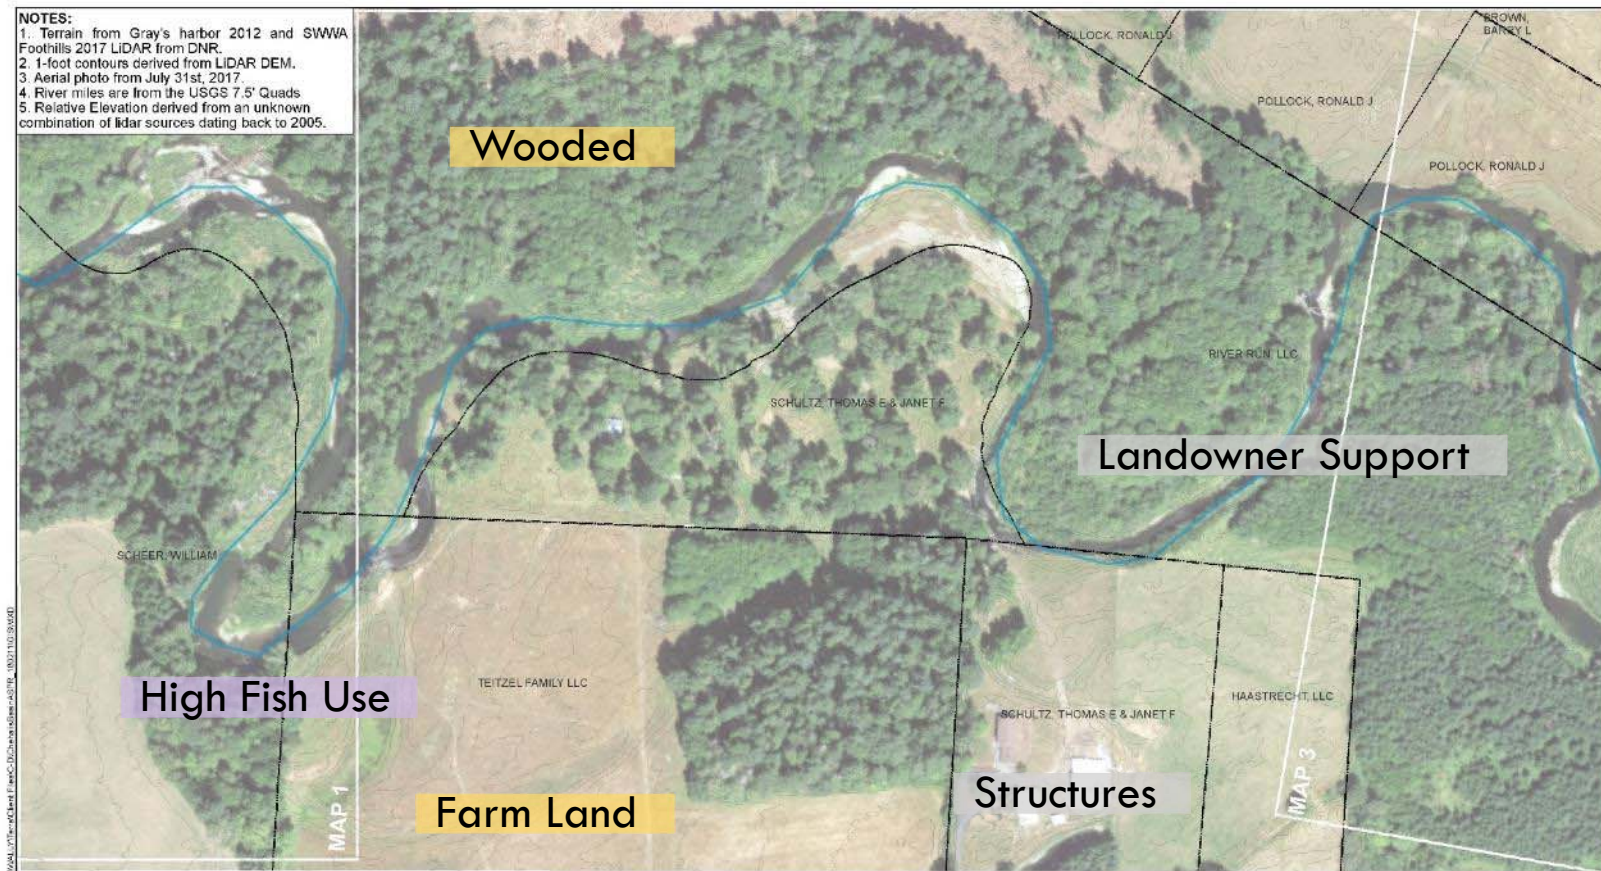 NOTES:
1. Terrain from Gray's harbor 2012 and SWWA
Foothills 2017 LiDAR from DNR.
2. 1-foot contours derived from LiDAR DEM.
3. Aerial photo from July 31st, 2017.
4. River miles are from the USGS 7.5' Quads
5. Relative Elevation derived from an unknown
combination of lidar sources dating back to 2005.
BROWN,
BARRY L
POLLOCK, RONALD J
POLLOCK, RONALD J
Wooded
POLLOCK, RONALD J
RIVER RUN, LLC
SCHULTZ, THOMAS E & JANET F
Landowner Support
SCHEER, WILLIAM
High Fish Use
TEITZEL FAMILY LLC
HAASTRECHT, LLC
SCHULTZ, THOMAS E & JANET F
Structures
Farm Land
MAP 1
MAP 3